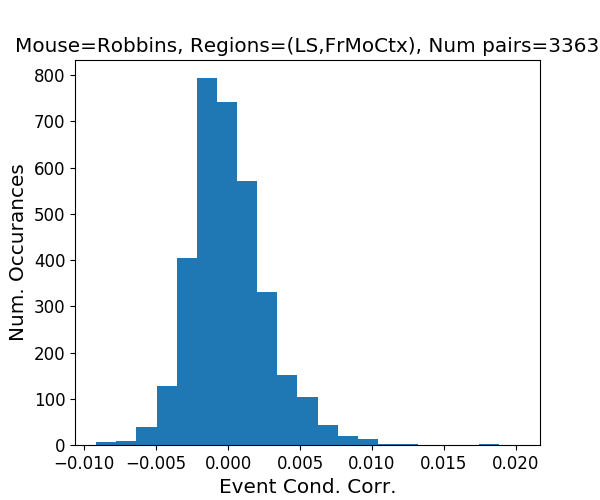 Mouse=Robbins, Regions=(LS,FrMoCtx), Num pairs=3363
800
700
600
500
400
300
200
100
0
Num. Occurances
−0.010 −0.005 0.000 0.005 0.010 0.015 0.020
Event Cond. Corr.